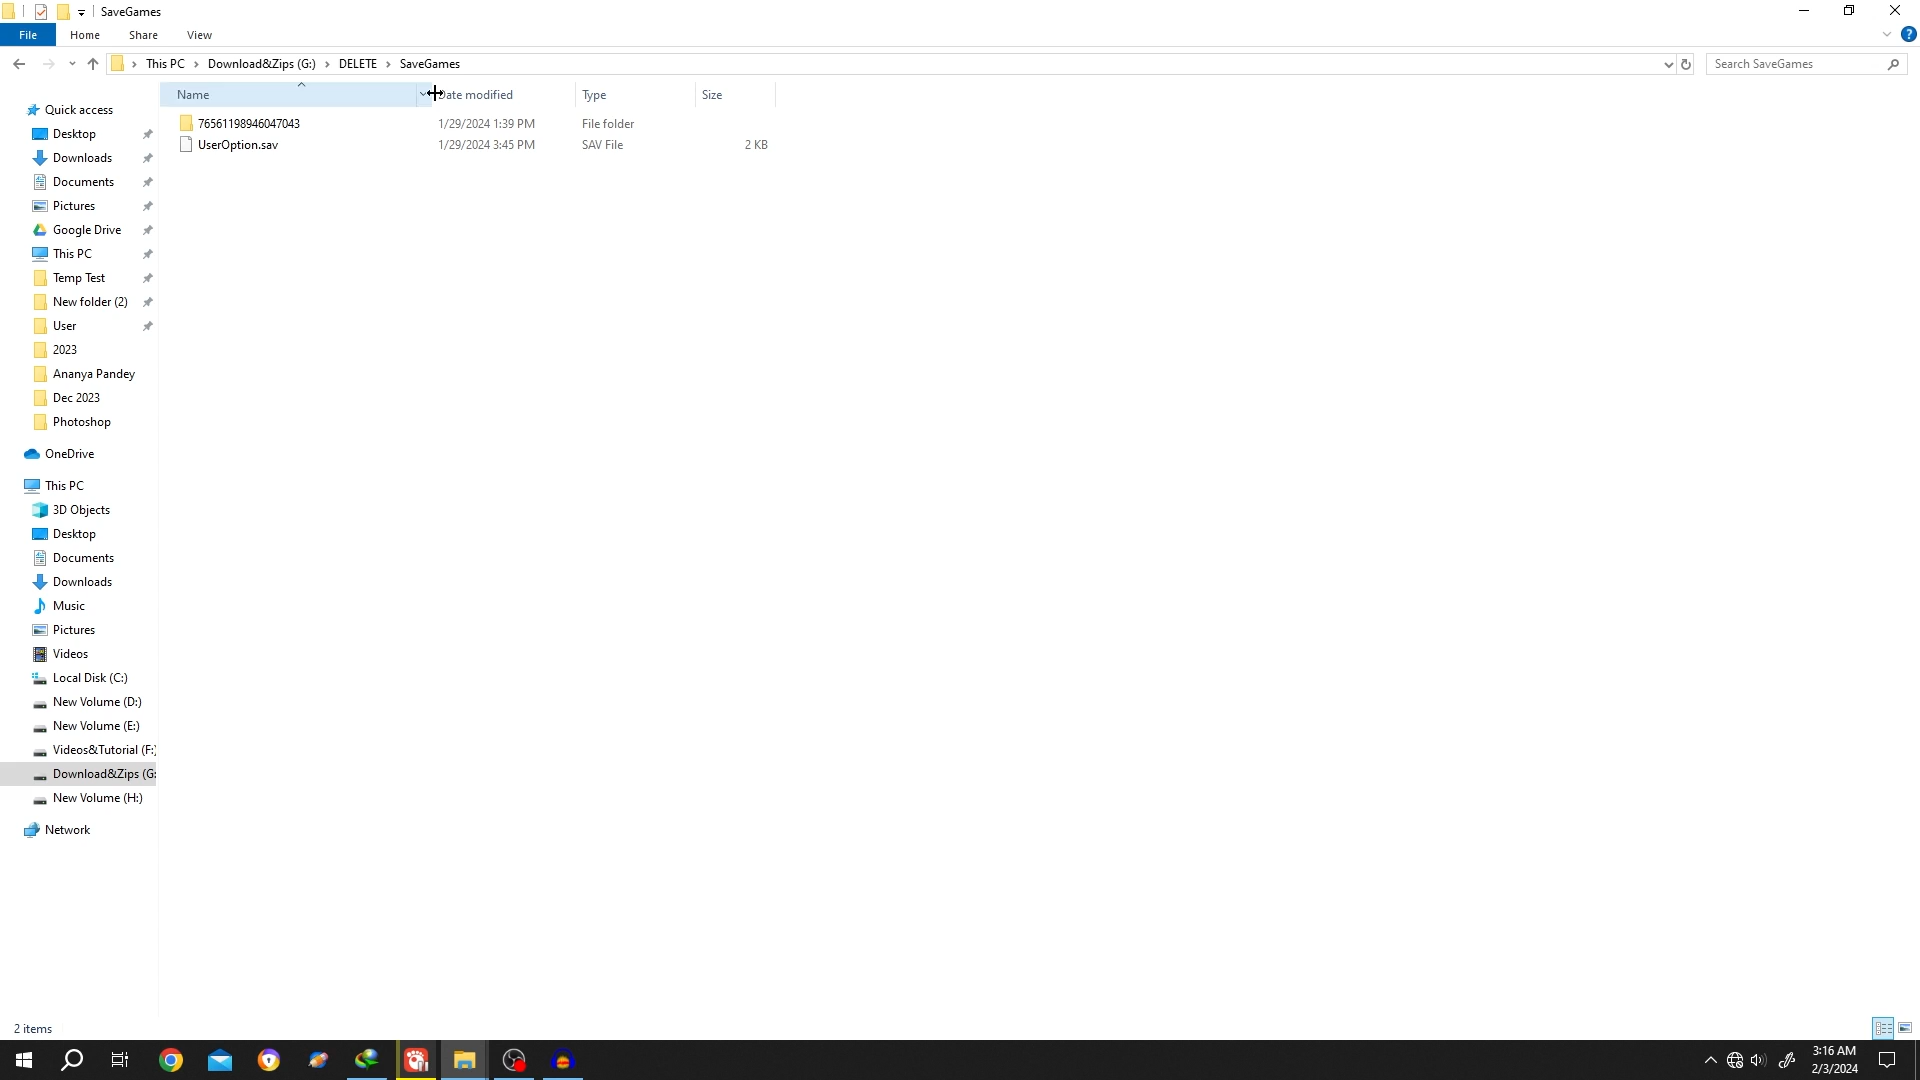 SaveGames
File Home Share View
This PC Download&Zips (G:) DELETE SaveGames
Search SaveGames
Name Date modified Type Size
76561198946047043 1/29/2024 1:39 PM File folder
UserOption.sav 1/29/2024 3:45 PM SAV File 2 KB
Quick access
Desktop
Downloads
Documents
Pictures
Google Drive
This PC
Temp Test
New folder (2)
User
2023
Ananya Pandey
Dec 2023
Photoshop
OneDrive
This PC
3D Objects
Desktop
Documents
Downloads
Music
Pictures
Videos
Local Disk (C:)
New Volume (D:)
New Volume (E:)
Videos&Tutorial (F:)
Download&Zips (G:
New Volume (H:)
Network
2 items
3:16 AM
2/3/2024